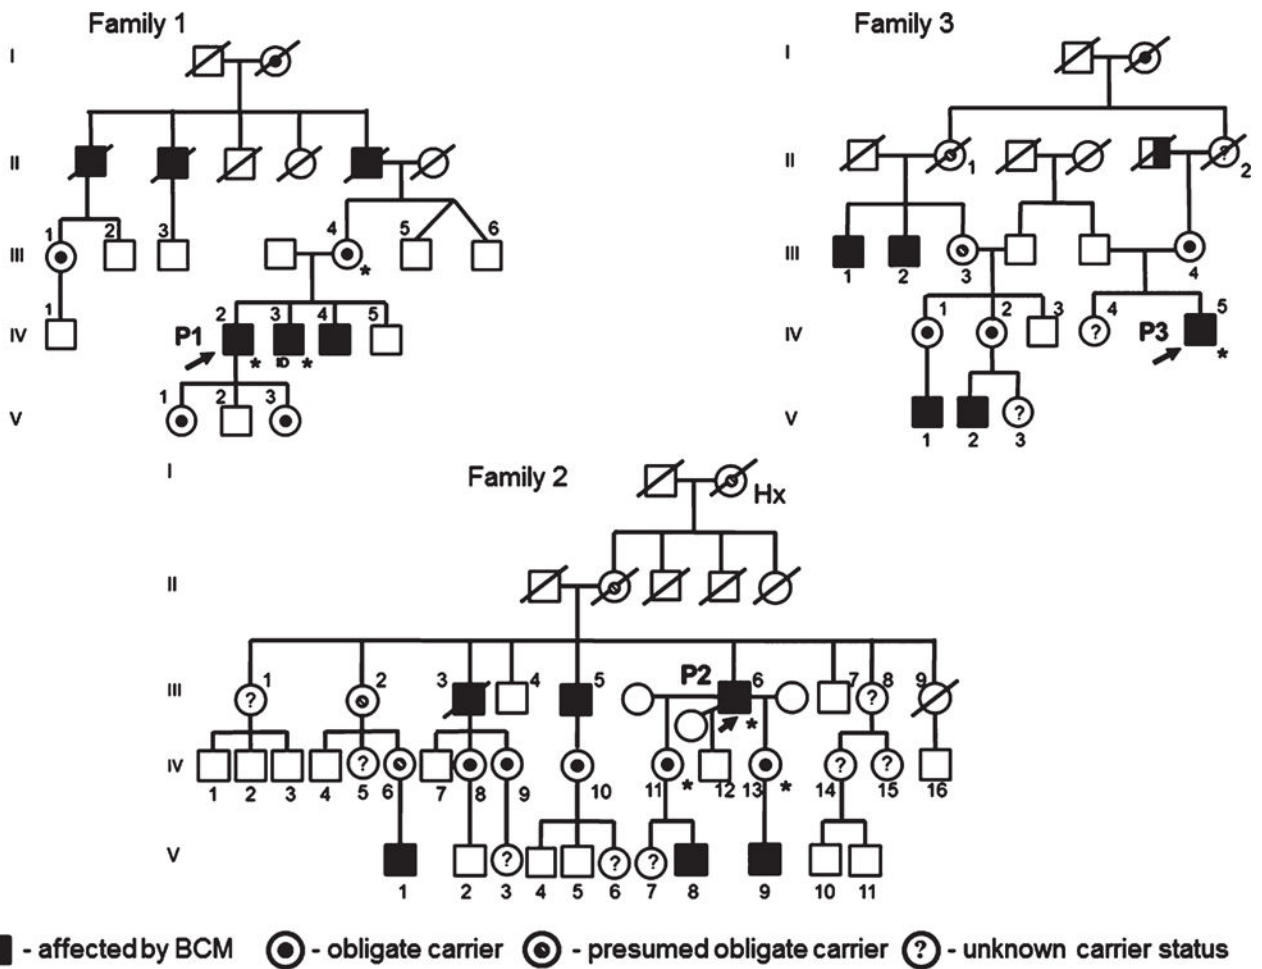 Family 1
I
II
1 2 3 4 5 6
III
*
1 2 3 4 5
IV
P1
* ID *
1 2 3
V
Family 3
I
II
1 2
?
III
1 2 3 4
1 2 3 4 5
IV
? P3
*
V
?
1 2 3
Family 2
I
Hx
II
P2
1 2 3 4 5 6 7 8 9
III
? ?
*
IV
? ? ?
1 2 3 4 5 6 7 8 9 10 11 * 12 13 * 14 15 16
V
? ? ?
1 2 3 4 5 6 7 8 9 10 11
- affected by BCM - obligate carrier - presumed obligate carrier ? - unknown carrier status